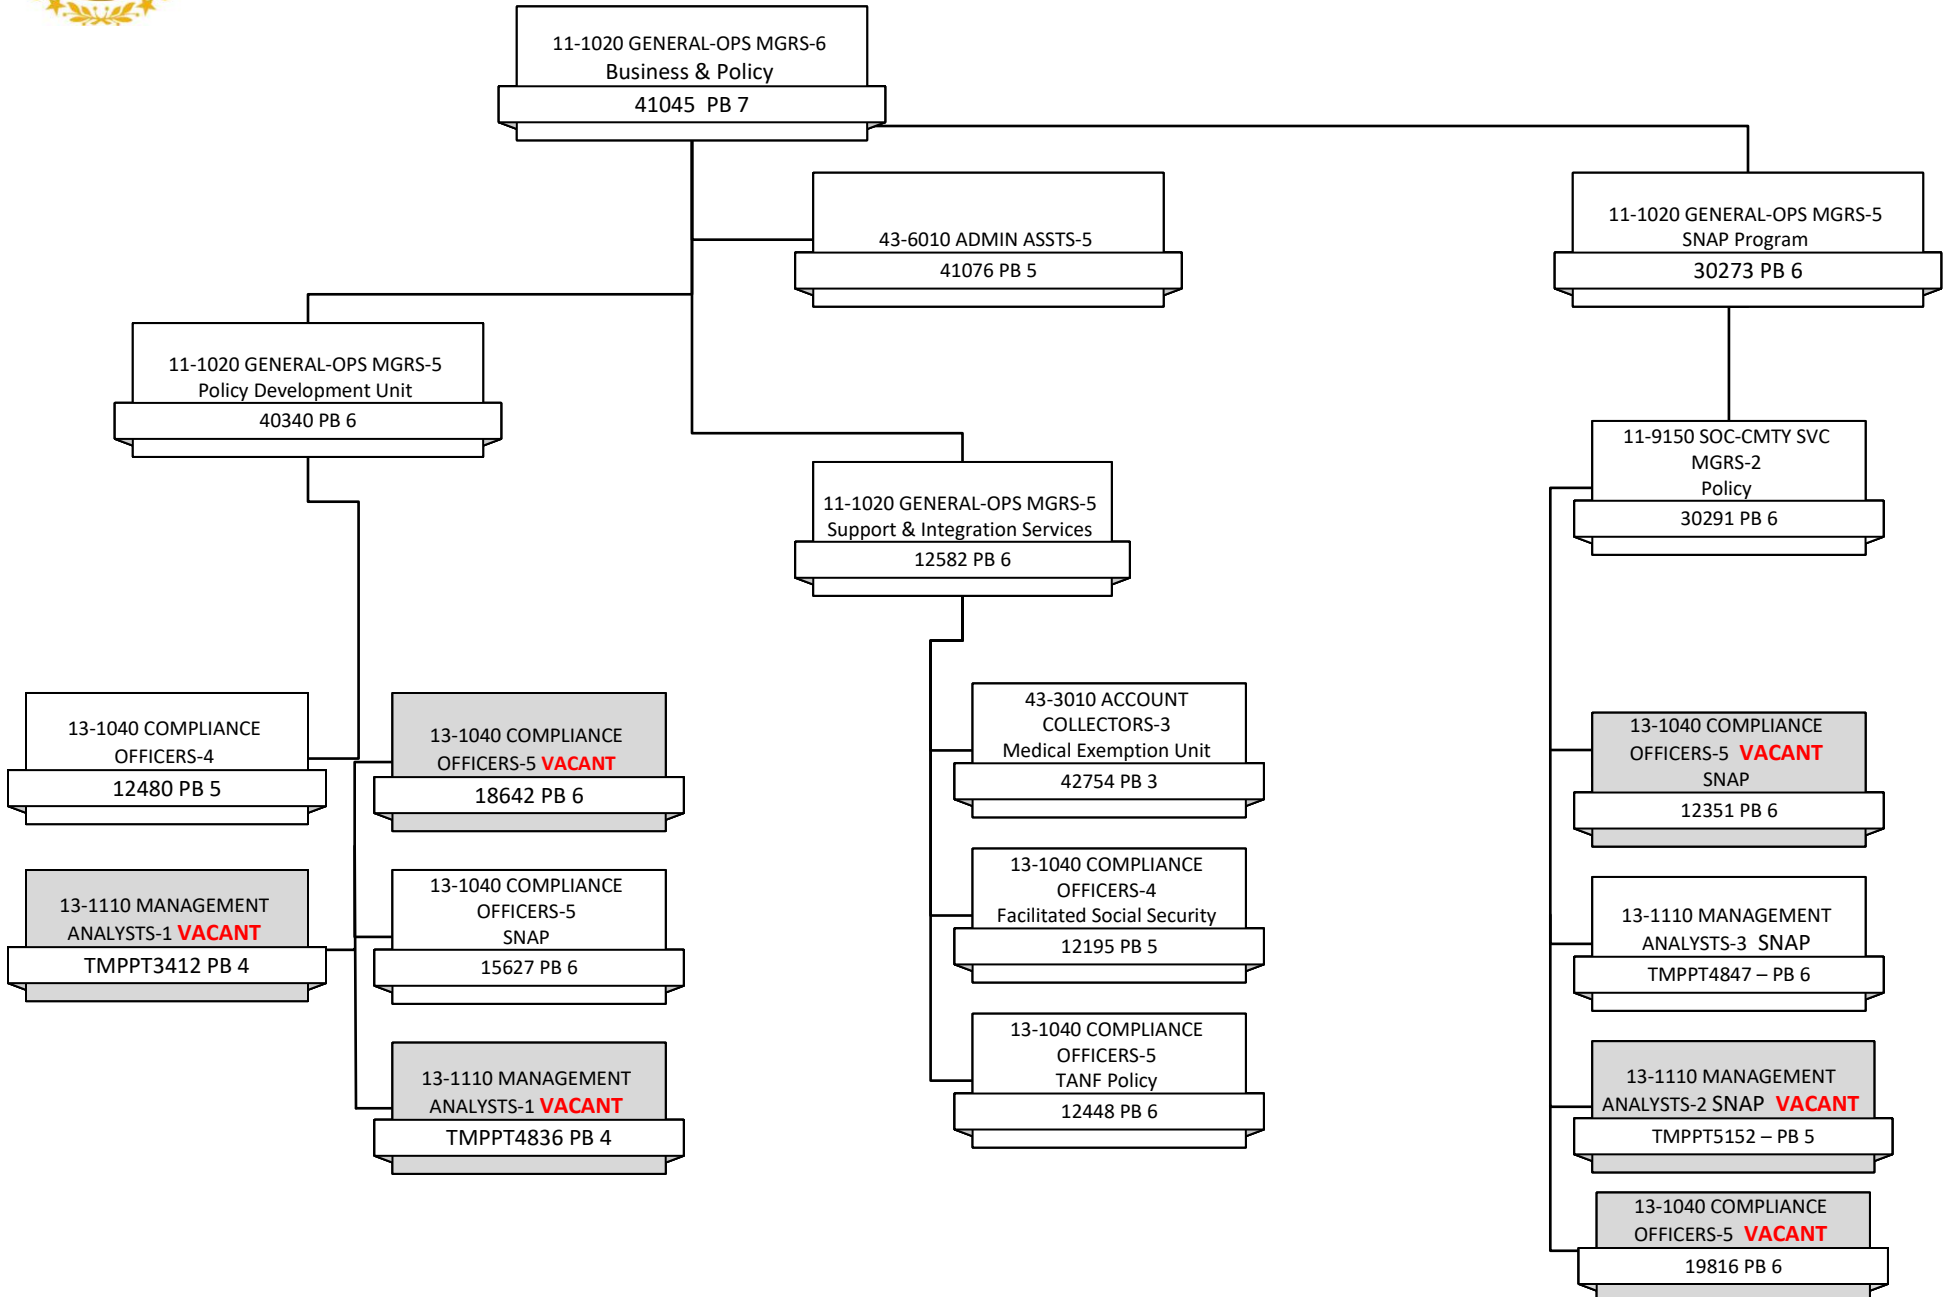 11-1020 GENERAL-OPS MGRS-6
Business & Policy
41045  PB 7
43-6010 ADMIN ASSTS-5
41076 PB 5
11-1020 GENERAL-OPS MGRS-5
SNAP Program
30273 PB 6
11-1020 GENERAL-OPS MGRS-5
Policy Development Unit
40340 PB 6
11-9150 SOC-CMTY SVC
MGRS-2
Policy
30291 PB 6
11-1020 GENERAL-OPS MGRS-5
Support & Integration Services
12582 PB 6
13-1040 COMPLIANCE
OFFICERS-4
12480 PB 5
13-1110 MANAGEMENT
ANALYSTS-1 VACANT
TMPPT3412 PB 4
13-1040 COMPLIANCE
OFFICERS-5 VACANT
18642 PB 6
13-1040 COMPLIANCE
OFFICERS-5
SNAP
15627 PB 6
13-1110 MANAGEMENT
ANALYSTS-1 VACANT
TMPPT4836 PB 4
43-3010 ACCOUNT
COLLECTORS-3
Medical Exemption Unit
42754 PB 3
13-1040 COMPLIANCE
OFFICERS-4
Facilitated Social Security
12195 PB 5
13-1040 COMPLIANCE
OFFICERS-5
TANF Policy
12448 PB 6
13-1040 COMPLIANCE
OFFICERS-5  VACANT
SNAP
12351 PB 6
13-1110 MANAGEMENT
ANALYSTS-3  SNAP
TMPPT4847 – PB 6
13-1110 MANAGEMENT
ANALYSTS-2 SNAP  VACANT
TMPPT5152 – PB 5
13-1040 COMPLIANCE
OFFICERS-5  VACANT
19816 PB 6